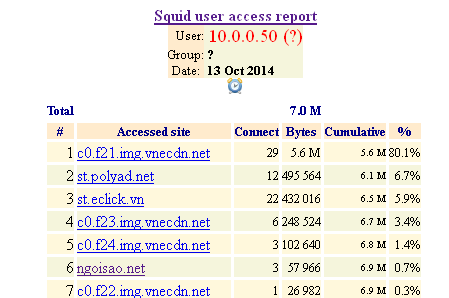 Squid user access report
User: 10.0.0.50 (?)
Group: ?
Date: 13 Oct 2014
Total 7.0 M
# Accessed site Connect Bytes Cumulative %
1 c0.f21.img.vnecdn.net 29 5.6 M 5.6 M 80.1%
2 st.polyad.net 12 495 564 6.1 M 6.7%
3 st.eclick.vn 22 432 016 6.5 M 5.9%
4 c0.f23.img.vnecdn.net 6 248 524 6.7 M 3.4%
5 c0.f24.img.vnecdn.net 3 102 640 6.8 M 1.4%
6 ngoisao.net 3 57 966 6.9 M 0.7%
7 c0.f22.img.vnecdn.net 1 26 982 6.9 M 0.3%